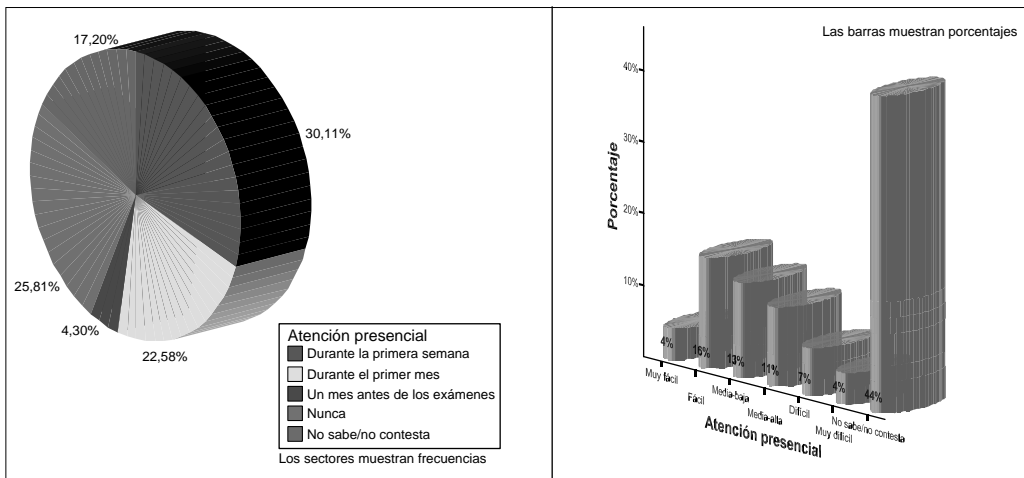 17,20%
30,11%
25,81%
4,30%
22,58%
Atención presencial
Durante la primera semana
Durante el primer mes
Un mes antes de los exámenes
Nunca
No sabe/no contesta
Los sectores muestran frecuencias
Las barras muestran porcentajes
Porcentaje
40%
30%
20%
10%
4%
16%
13%
11%
7%
4%
44%
Muy fácil
Fácil
Media-baja
Media-alta
Difícil
Muy difícil
No sabe/no contesta
Atención presencial